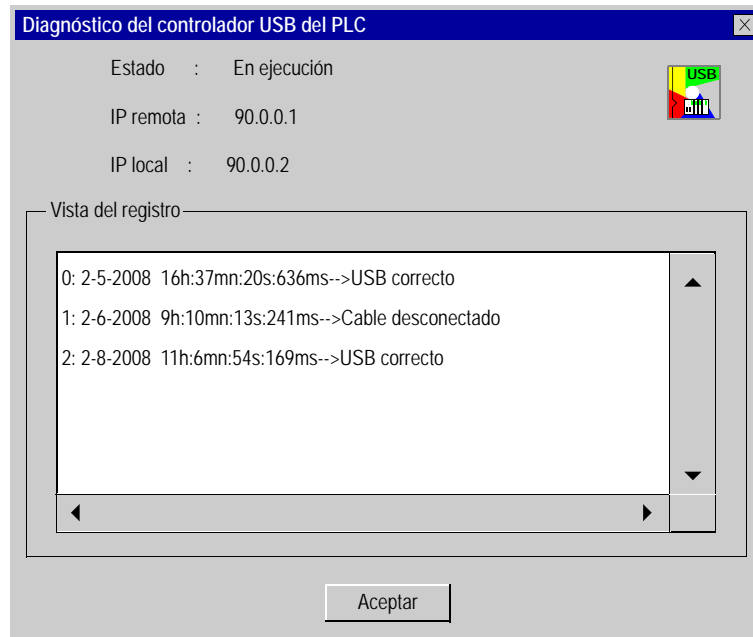 Diagnóstico del controlador USB del PLC
Estado : En ejecución
USB
IP remota : 90.0.0.1
IP local : 90.0.0.2
Vista del registro
0: 2-5-2008 16h:37mn:20s:636ms-->USB correcto
1: 2-6-2008 9h:10mn:13s:241ms-->Cable desconectado
2: 2-8-2008 11h:6mn:54s:169ms-->USB correcto
Aceptar